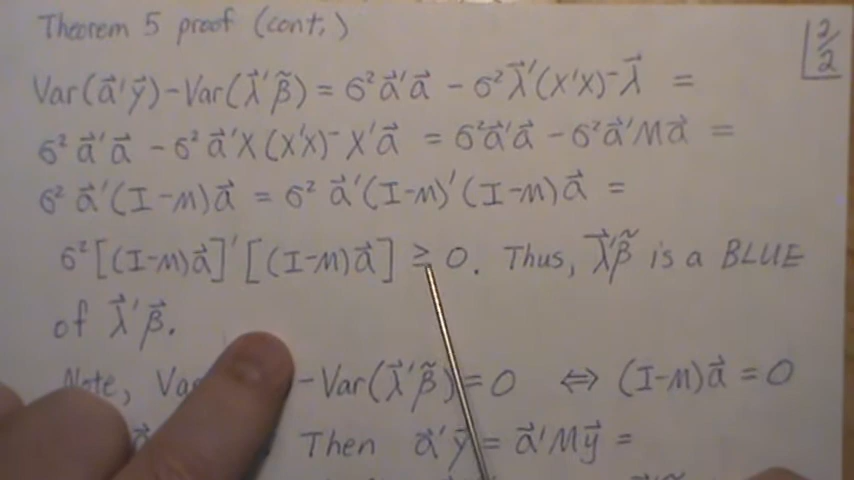 Theorem 5 proof (cont.)
2/2
Var(a⃗'y⃗)-Var(λ⃗'β̃) = σ² a⃗'a⃗ - σ² λ⃗'(X'X)⁻λ⃗ =
σ² a⃗'a⃗ - σ² a⃗'X(X'X)⁻X'a⃗ = σ²a⃗'a⃗ - σ²a⃗'Ma⃗ =
σ² a⃗'(I-M)a⃗ = σ² a⃗'(I-M)'(I-M)a⃗ =
σ²[(I-M)a⃗]'[(I-M)a⃗] ≥ 0. Thus, λ⃗'β̃ is a BLUE
of λ⃗'β⃗.
Note, -Var(λ⃗'β̃)=0 ⇔ (I-M)a⃗ = 0
Then a⃗'y⃗ = a⃗'My⃗ =